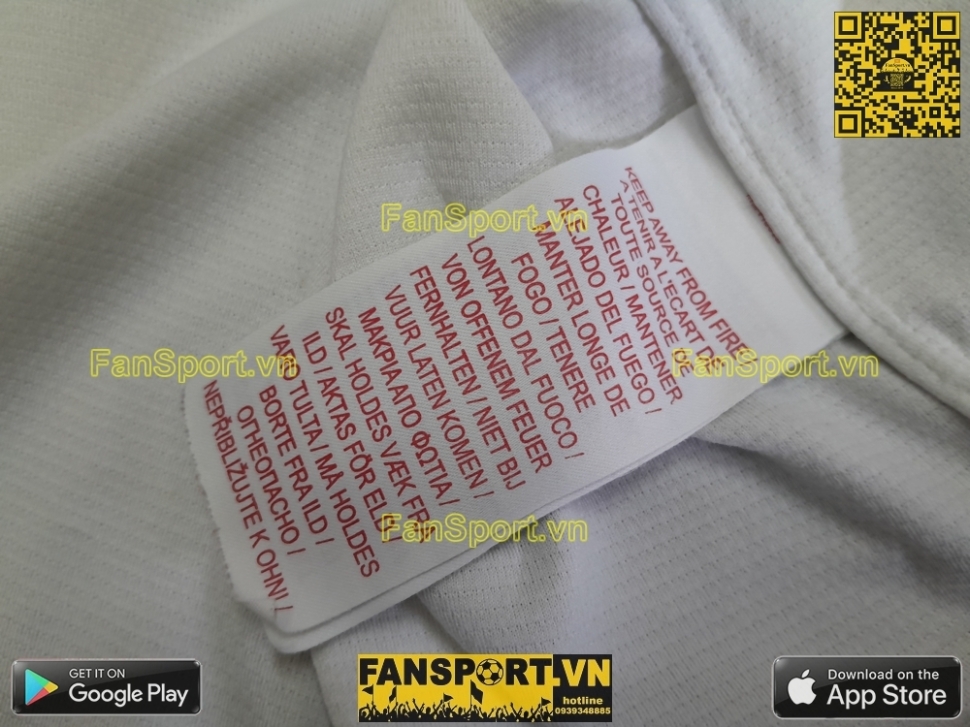 FanSport.vn
KEEP AWAY FROM FIRE
A TENIR A L'ECART DE
TOUTE SOURCE DE
CHALEUR / MANTENER
ALEJADO DEL FUEGO /
MANTER LONGE DE
FOGO / TENERE
LONTANO DAL FUOCO /
VON OFFENEM FEUER
FERNHALTEN / NIET BIJ
VUUR LATEN KOMEN /
ΜΑΚΡΙΑ ΑΠΟ ΦΩΤΙΑ /
SKAL HOLDES VÆK FRA
ILD / AKTAS FÖR ELD /
VARO TULTA / MÅ HOLDES
BORTE FRA ILD /
ОГНЕОПАСНО /
NEPŘIBLIŽUJTE K OHNI /
FanSport.vn
FanSport.vn
FanSport.vn
FanSport.vn
GET IT ON
Google Play
FANSPORT.VN
hotline
0939348885
Download on the
App Store